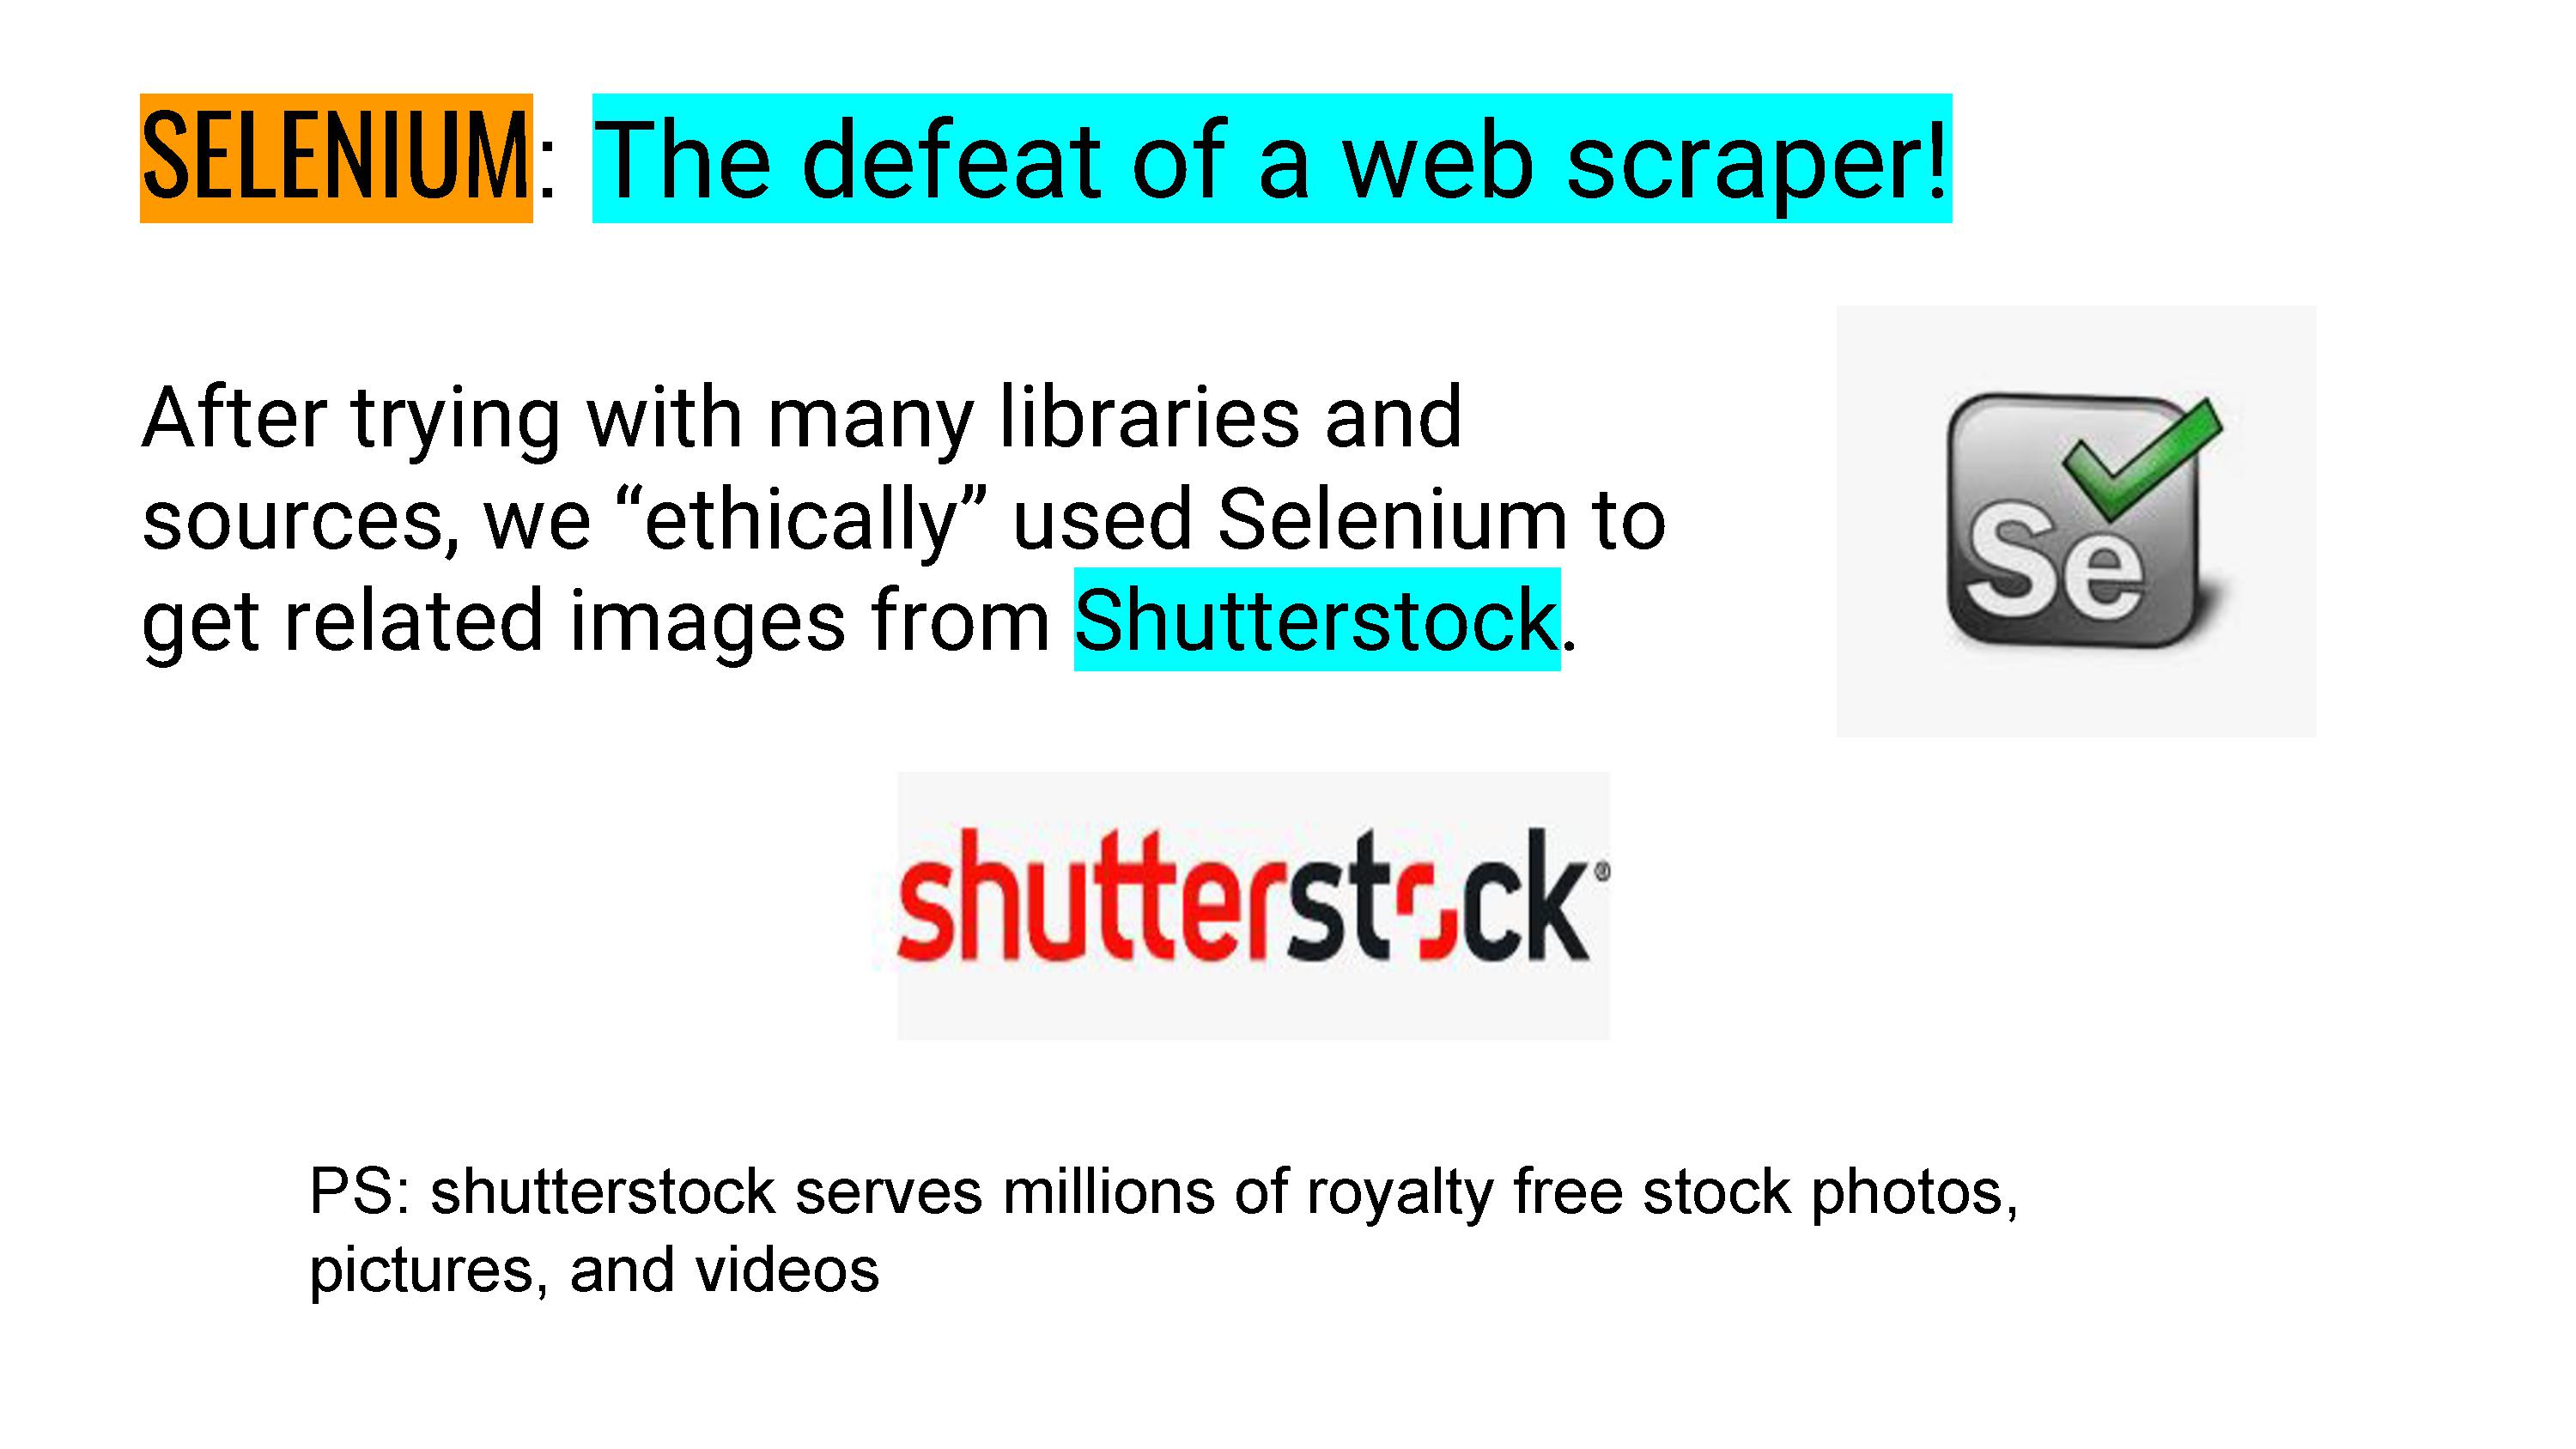 SELENIUM: The defeat of a web scraper!
After trying with many libraries and
sources, we “ethically” used Selenium to
get related images from Shutterstock.
Se
shutterstock®
PS: shutterstock serves millions of royalty free stock photos,
pictures, and videos